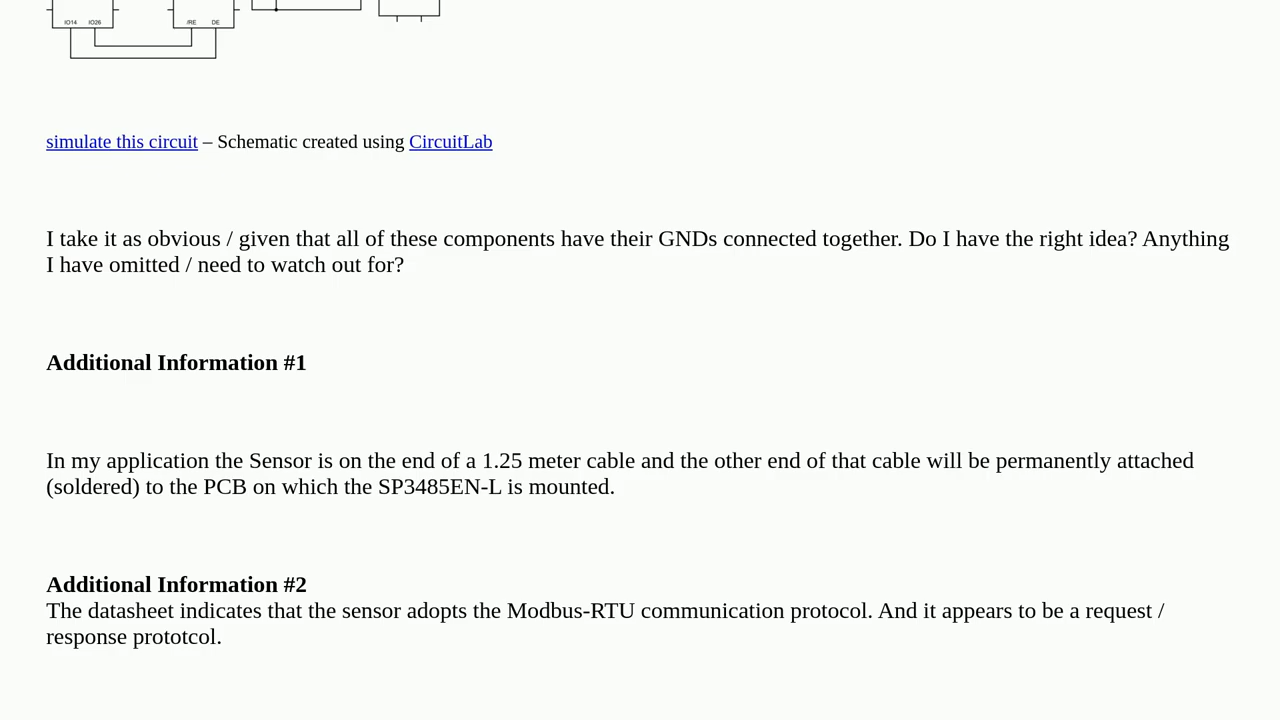 IO14 IO26 /RE DE
simulate this circuit – Schematic created using CircuitLab
I take it as obvious / given that all of these components have their GNDs connected together. Do I have the right idea? Anything
I have omitted / need to watch out for?
Additional Information #1
In my application the Sensor is on the end of a 1.25 meter cable and the other end of that cable will be permanently attached
(soldered) to the PCB on which the SP3485EN-L is mounted.
Additional Information #2
The datasheet indicates that the sensor adopts the Modbus-RTU communication protocol. And it appears to be a request /
response prototcol.